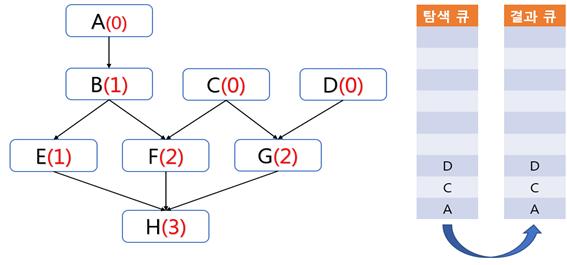 A(0)
B(1) C(0) D(0)
E(1) F(2) G(2)
H(3)
탐색 큐 결과 큐
D D
C C
A A